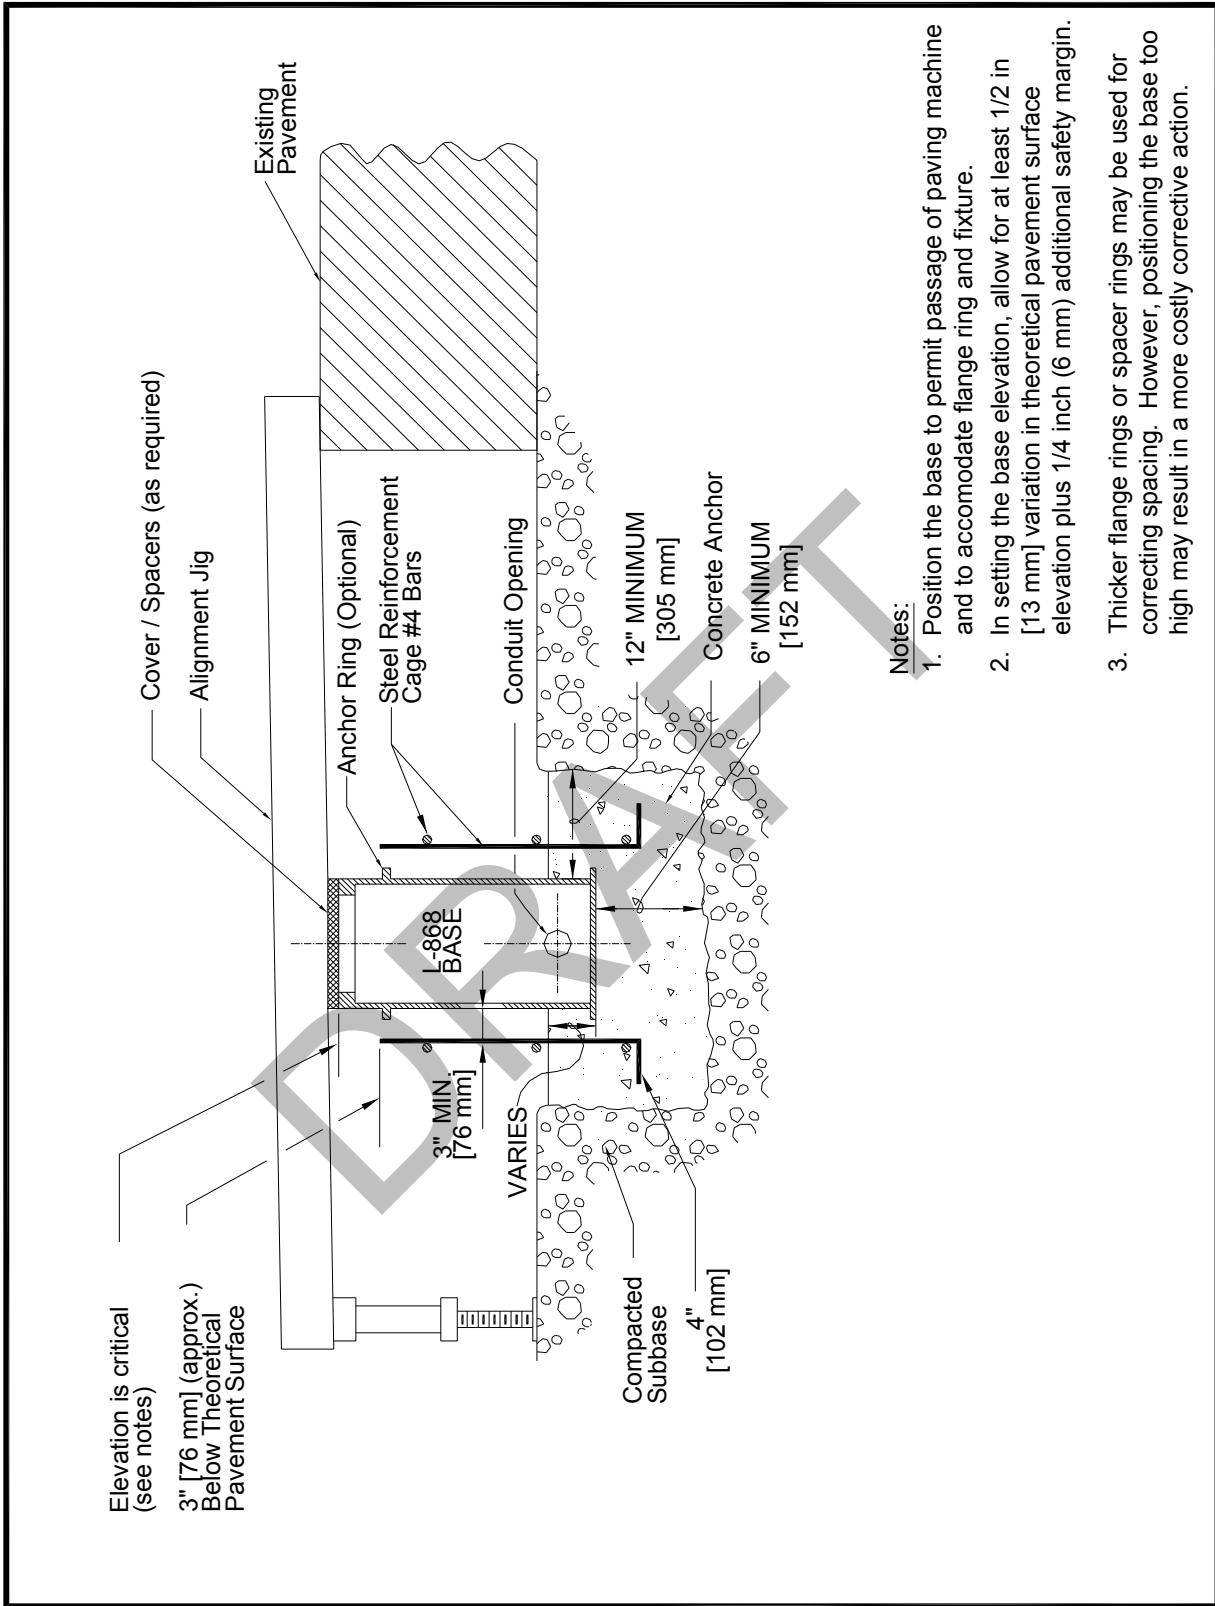 Elevation is critical
(see notes)
3" [76 mm] (approx.)
Below Theoretical
Pavement Surface
Cover / Spacers (as required)
Alignment Jig
Existing
Pavement
Anchor Ring (Optional)
Steel Reinforcement
Cage #4 Bars
Conduit Opening
L-868
BASE
3" MIN.
[76 mm]
VARIES
12" MINIMUM
[305 mm]
Concrete Anchor
6" MINIMUM
[152 mm]
Compacted
Subbase
4"
[102 mm]
DRAFT
Notes:
1. Position the base to permit passage of paving machine
and to accomodate flange ring and fixture.
2. In setting the base elevation, allow for at least 1/2 in
[13 mm] variation in theoretical pavement surface
elevation plus 1/4 inch (6 mm) additional safety margin.
3. Thicker flange rings or spacer rings may be used for
correcting spacing. However, positioning the base too
high may result in a more costly corrective action.